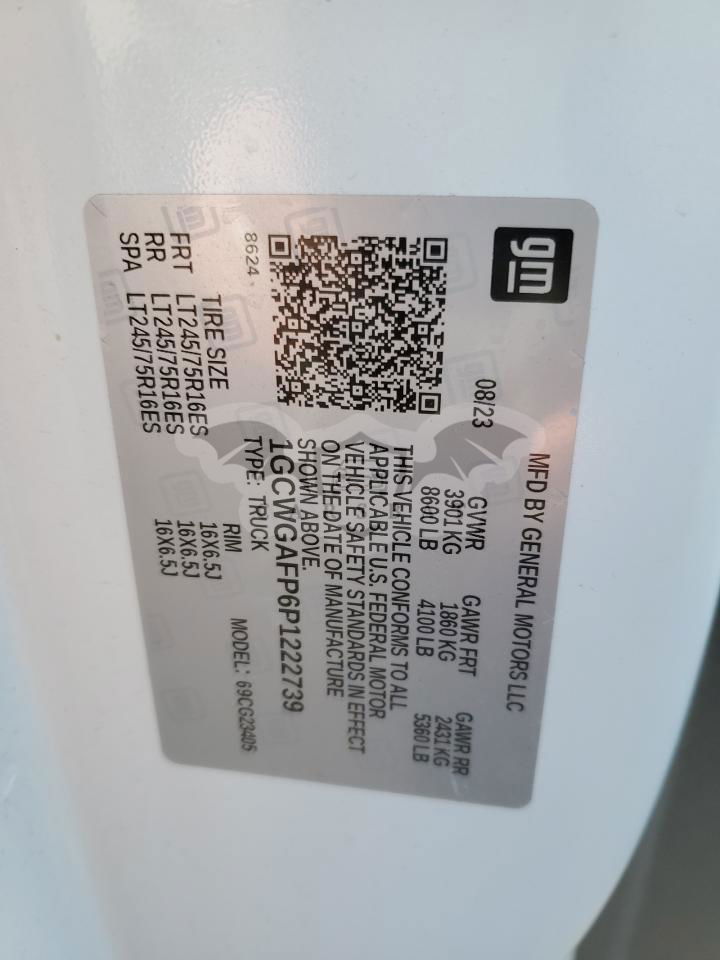 gm
MFD BY GENERAL MOTORS LLC
08/23
GVWR GAWR FRT GAWR RR
3901 KG 1860 KG 2431 KG
8600 LB 4100 LB 5360 LB
THIS VEHICLE CONFORMS TO ALL
APPLICABLE U.S. FEDERAL MOTOR
VEHICLE SAFETY STANDARDS IN EFFECT
ON THE DATE OF MANUFACTURE
SHOWN ABOVE.
1GCWGAFP6P1222739
TYPE: TRUCK MODEL: 69CG23405
8624
TIRE SIZE RIM
FRT LT245/75R16ES 16X6.5J
RR LT245/75R16ES 16X6.5J
SPA LT245/75R16ES 16X6.5J